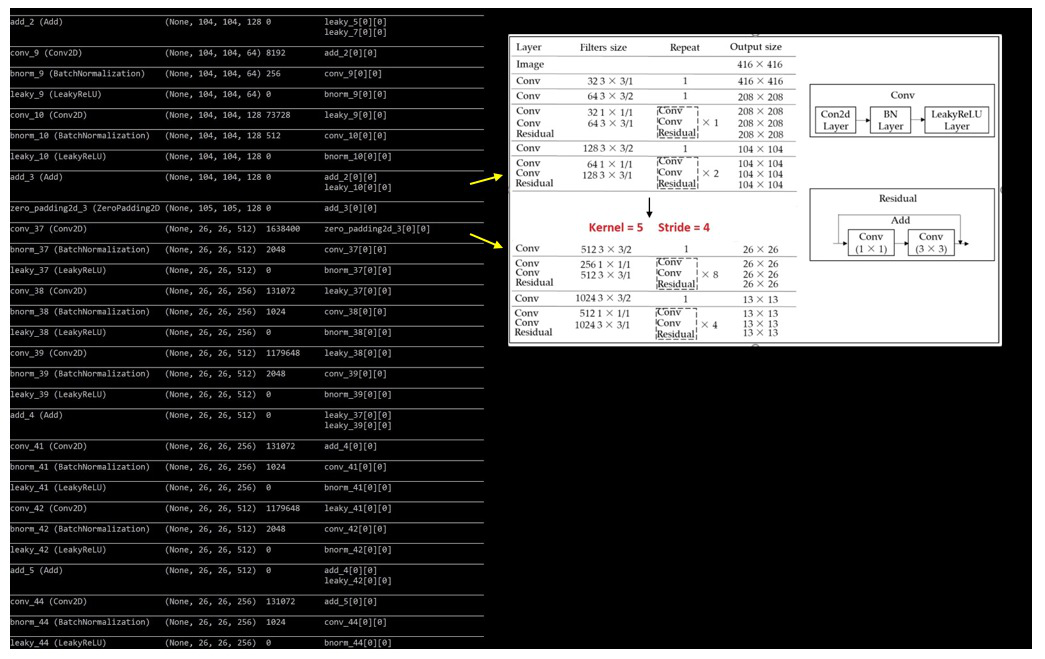 add_2 (Add) (None, 104, 104, 128 0 leaky_5[0][0]
leaky_7[0][0]
conv_9 (Conv2D) (None, 104, 104, 64) 8192 add_2[0][0]
bnorm_9 (BatchNormalization) (None, 104, 104, 64) 256 conv_9[0][0]
leaky_9 (LeakyReLU) (None, 104, 104, 64) 0 bnorm_9[0][0]
conv_10 (Conv2D) (None, 104, 104, 128 73728 leaky_9[0][0]
bnorm_10 (BatchNormalization) (None, 104, 104, 128 512 conv_10[0][0]
leaky_10 (LeakyReLU) (None, 104, 104, 128 0 bnorm_10[0][0]
add_3 (Add) (None, 104, 104, 128 0 add_2[0][0]
leaky_10[0][0]
zero_padding2d_3 (ZeroPadding2D (None, 105, 105, 128 0 add_3[0][0]
conv_37 (Conv2D) (None, 26, 26, 512) 1638400 zero_padding2d_3[0][0]
bnorm_37 (BatchNormalization) (None, 26, 26, 512) 2048 conv_37[0][0]
leaky_37 (LeakyReLU) (None, 26, 26, 512) 0 bnorm_37[0][0]
conv_38 (Conv2D) (None, 26, 26, 256) 131072 leaky_37[0][0]
bnorm_38 (BatchNormalization) (None, 26, 26, 256) 1024 conv_38[0][0]
leaky_38 (LeakyReLU) (None, 26, 26, 256) 0 bnorm_38[0][0]
conv_39 (Conv2D) (None, 26, 26, 512) 1179648 leaky_38[0][0]
bnorm_39 (BatchNormalization) (None, 26, 26, 512) 2048 conv_39[0][0]
leaky_39 (LeakyReLU) (None, 26, 26, 512) 0 bnorm_39[0][0]
add_4 (Add) (None, 26, 26, 512) 0 leaky_37[0][0]
leaky_39[0][0]
conv_41 (Conv2D) (None, 26, 26, 256) 131072 add_4[0][0]
bnorm_41 (BatchNormalization) (None, 26, 26, 256) 1024 conv_41[0][0]
leaky_41 (LeakyReLU) (None, 26, 26, 256) 0 bnorm_41[0][0]
conv_42 (Conv2D) (None, 26, 26, 512) 1179648 leaky_41[0][0]
bnorm_42 (BatchNormalization) (None, 26, 26, 512) 2048 conv_42[0][0]
leaky_42 (LeakyReLU) (None, 26, 26, 512) 0 bnorm_42[0][0]
add_5 (Add) (None, 26, 26, 512) 0 add_4[0][0]
leaky_42[0][0]
conv_44 (Conv2D) (None, 26, 26, 256) 131072 add_5[0][0]
bnorm_44 (BatchNormalization) (None, 26, 26, 256) 1024 conv_44[0][0]
leaky_44 (LeakyReLU) (None, 26, 26, 256) 0 bnorm_44[0][0]
Layer Filters size Repeat Output size
Image 416 × 416
Conv 32 3 × 3/1 1 416 × 416
Conv 64 3 × 3/2 1 208 × 208
Conv 32 1 × 1/1 Conv 208 × 208
Conv 64 3 × 3/1 Conv × 1 208 × 208
Residual Residual 208 × 208
Conv 128 3 × 3/2 1 104 × 104
Conv 64 1 × 1/1 Conv 104 × 104
Conv 128 3 × 3/1 Conv × 2 104 × 104
Residual Residual 104 × 104
Kernel = 5 Stride = 4
Conv 512 3 × 3/2 1 26 × 26
Conv 256 1 × 1/1 Conv 26 × 26
Conv 512 3 × 3/1 Conv × 8 26 × 26
Residual Residual 26 × 26
Conv 1024 3 × 3/2 1 13 × 13
Conv 512 1 × 1/1 Conv 13 × 13
Conv 1024 3 × 3/1 Conv × 4 13 × 13
Residual Residual 13 × 13
Conv
Con2d BN LeakyReLU
Layer Layer Layer
Residual
Add
Conv Conv
(1 × 1) (3 × 3)